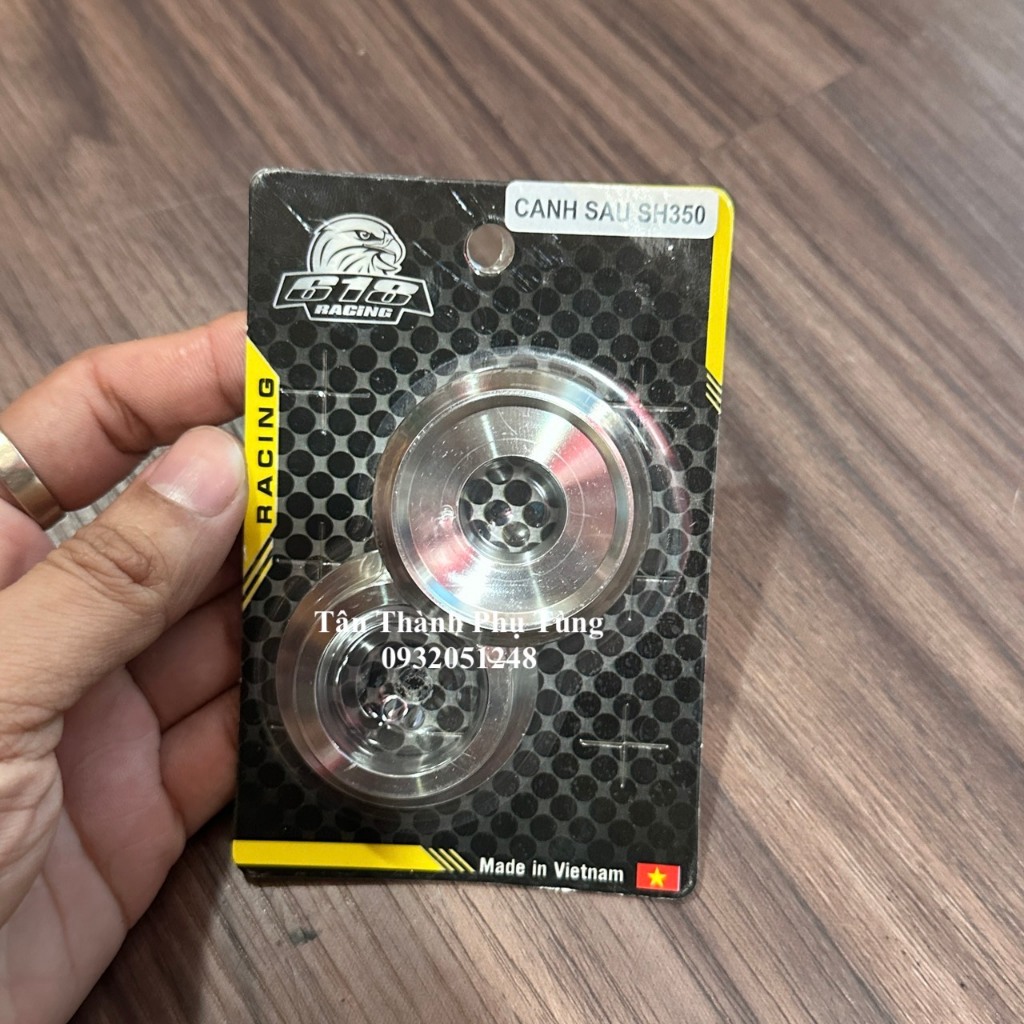 CANH SAU SH350
618
RACING
RACING
Tân Thành Phụ Tùng
0932051248
Made in Vietnam